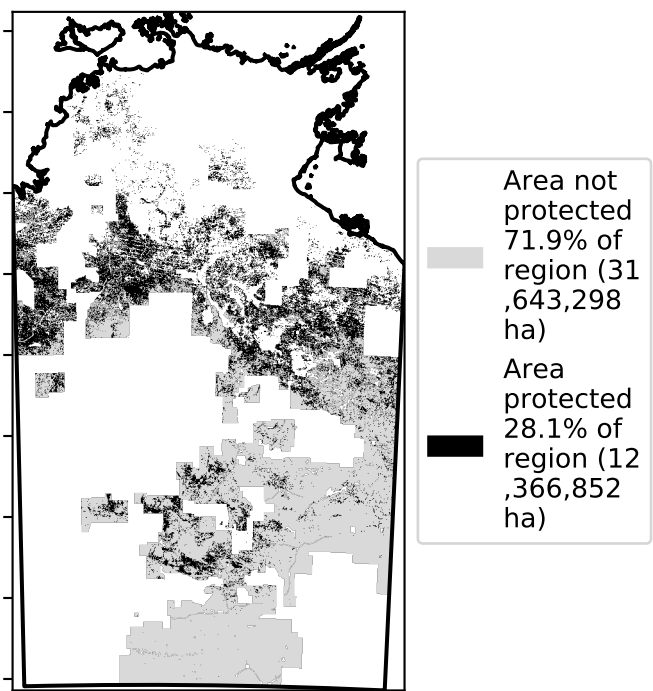 Area not
protected
71.9% of
region (31
,643,298
ha)
Area
protected
28.1% of
region (12
,366,852
ha)